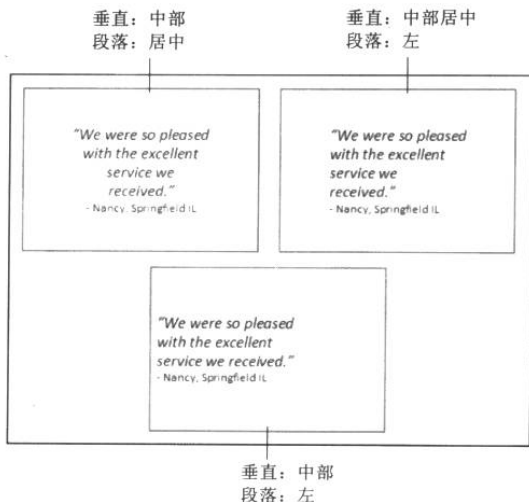 垂直：中部
段落：居中
垂直：中部居中
段落：左
“We were so pleased
with the excellent
service we
received.”
- Nancy, Springfield IL
“We were so pleased
with the excellent
service we
received.”
- Nancy, Springfield IL
“We were so pleased
with the excellent
service we received.”
- Nancy, Springfield IL
垂直：中部
段落：左